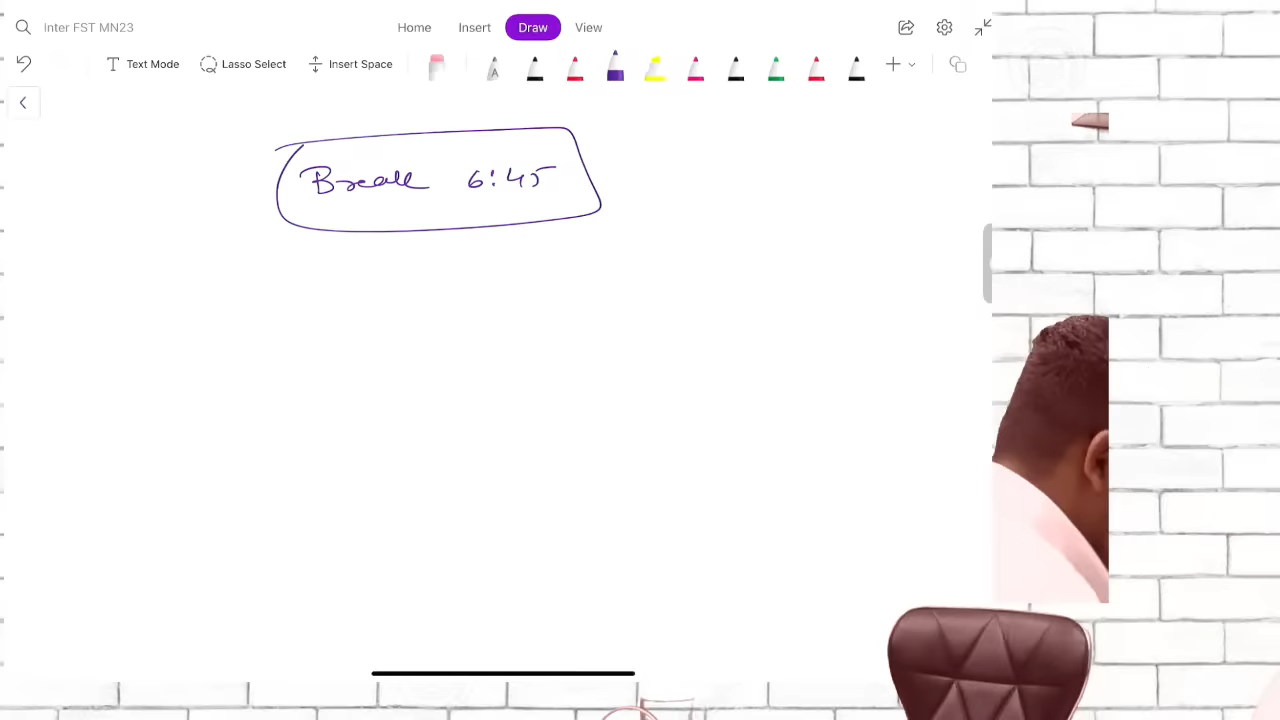 Inter FST MN23
Home Insert Draw View
Text Mode Lasso Select Insert Space
Break 6:45